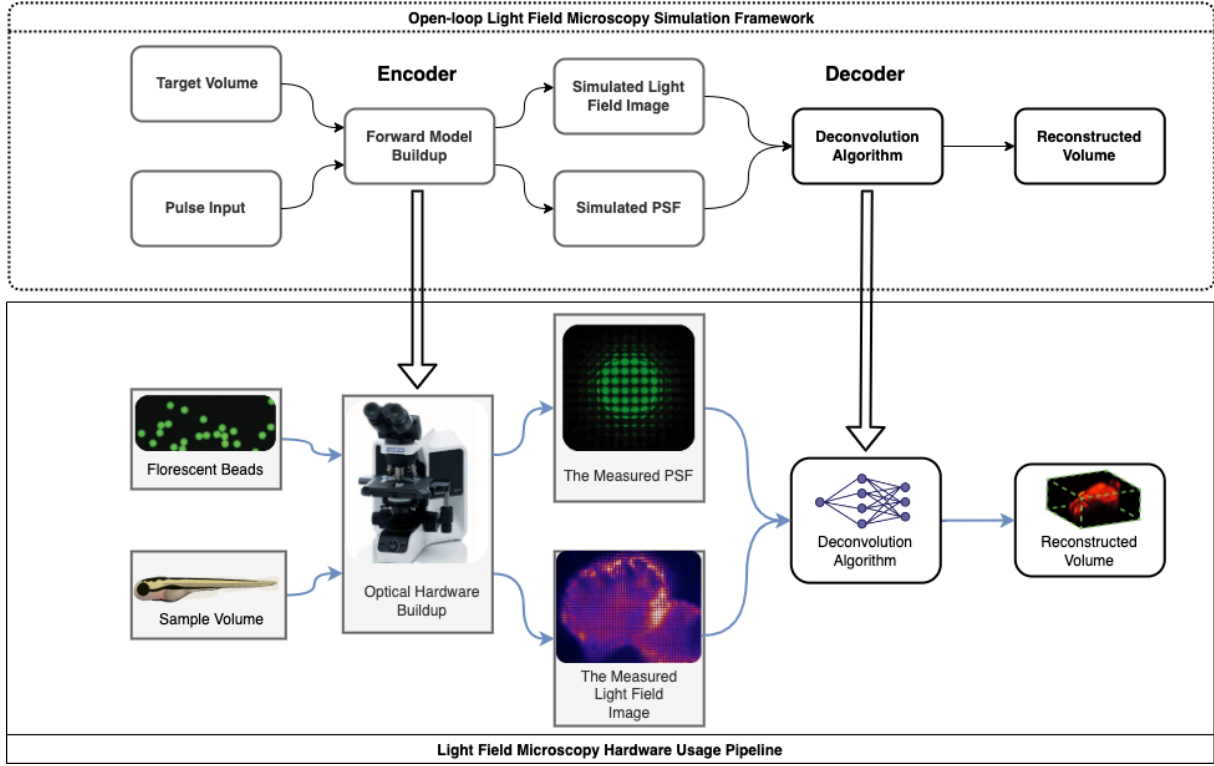 Open-loop Light Field Microscopy Simulation Framework
Encoder
Decoder
Target Volume
Simulated Light
Field Image
Forward Model
Buildup
Deconvolution
Algorithm
Reconstructed
Volume
Pulse Input
Simulated PSF
Florescent Beads
The Measured PSF
Optical Hardware
Buildup
Deconvolution
Algorithm
Reconstructed
Volume
Sample Volume
The Measured
Light Field
Image
Light Field Microscopy Hardware Usage Pipeline